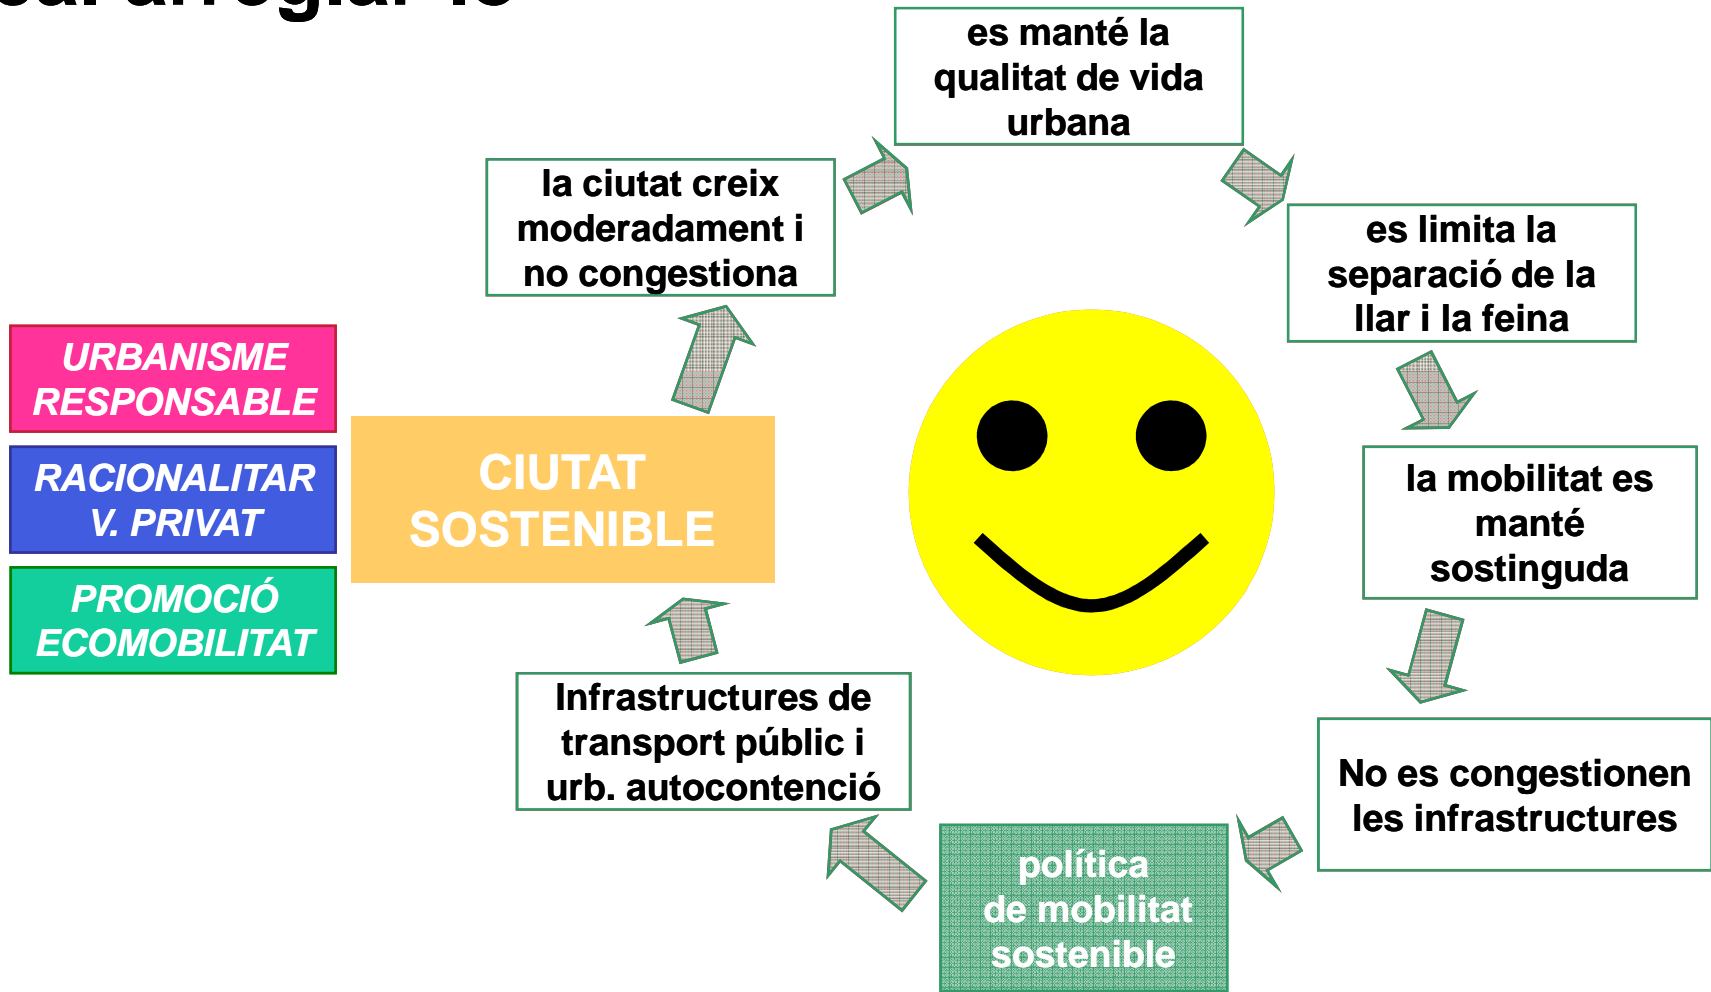 es manté la
qualitat de vida
urbana
la ciutat creix
moderadament i
no congestiona
es limita la
separació de la
llar i la feina
URBANISME
RESPONSABLE
RACIONALITAR
V. PRIVAT
PROMOCIÓ
ECOMOBILITAT
CIUTAT
SOSTENIBLE
la mobilitat es
manté
sostinguda
Infrastructures de
transport públic i
urb. autocontenció
No es congestionen
les infrastructures
política
de mobilitat
sostenible